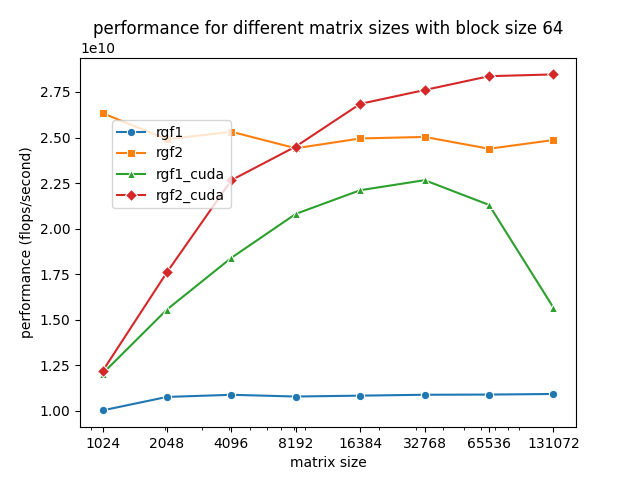 performance for different matrix sizes with block size 64
1e10
2.75
2.50
2.25
2.00
1.75
1.50
1.25
1.00
performance (flops/second)
rgf1
rgf2
rgf1_cuda
rgf2_cuda
1024 2048 4096 8192 16384 32768 65536 131072
matrix size